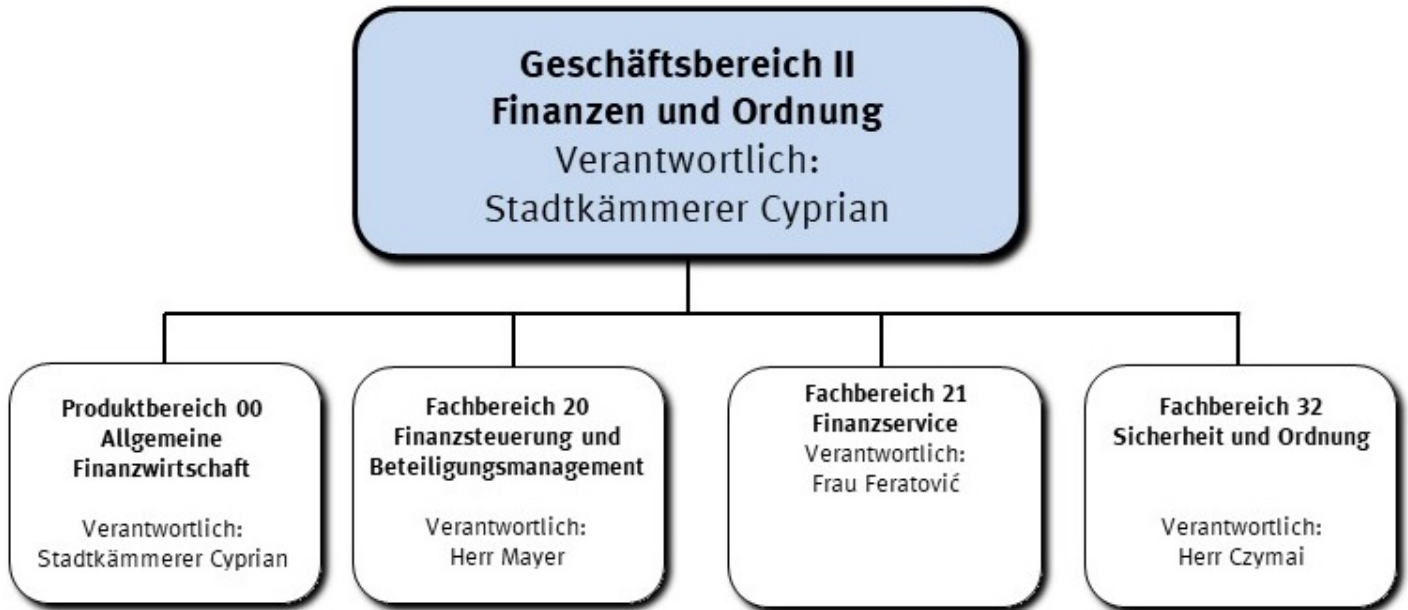 Geschäftsbereich II
Finanzen und Ordnung
Verantwortlich:
Stadtkämmerer Cyprian
Produktbereich 00
Allgemeine
Finanzwirtschaft
Verantwortlich:
Stadtkämmerer Cyprian
Fachbereich 20
Finanzsteuerung und
Beteiligungsmanagement
Verantwortlich:
Herr Mayer
Fachbereich 21
Finanzservice
Verantwortlich:
Frau Feratović
Fachbereich 32
Sicherheit und Ordnung
Verantwortlich:
Herr Czymai